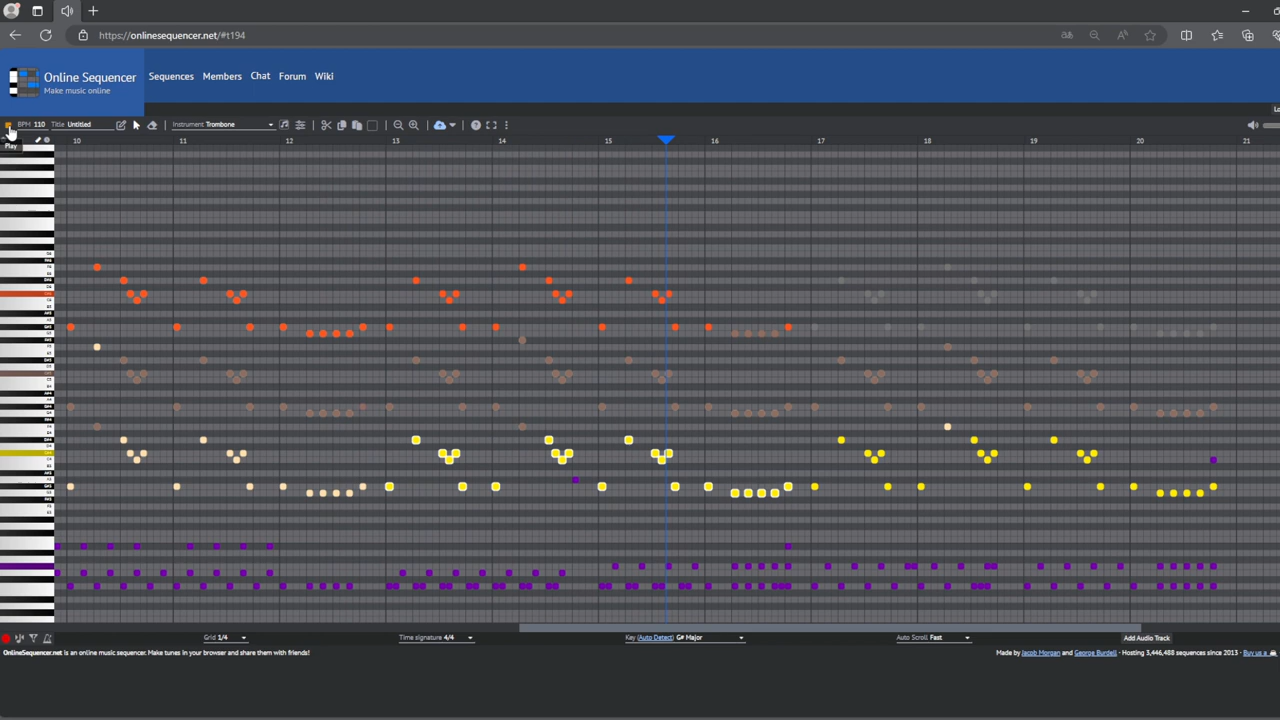 https://onlinesequencer.net/#t194
Online Sequencer
Make music online
Sequences Members Chat Forum Wiki
BPM 110 Title Untitled Instrument Trombone
Play
10 11 12 13 14 15 16 17 18 19 20 21
Grid 1/4 Time signature 4/4 Key (Auto Detect) G# Major Auto Scroll Fast Add Audio Track
OnlineSequencer.net is an online music sequencer. Make tunes in your browser and share them with friends! Made by Jacob Morgan and George Burdell · Hosting 3,446,488 sequences since 2013 · Buy us a